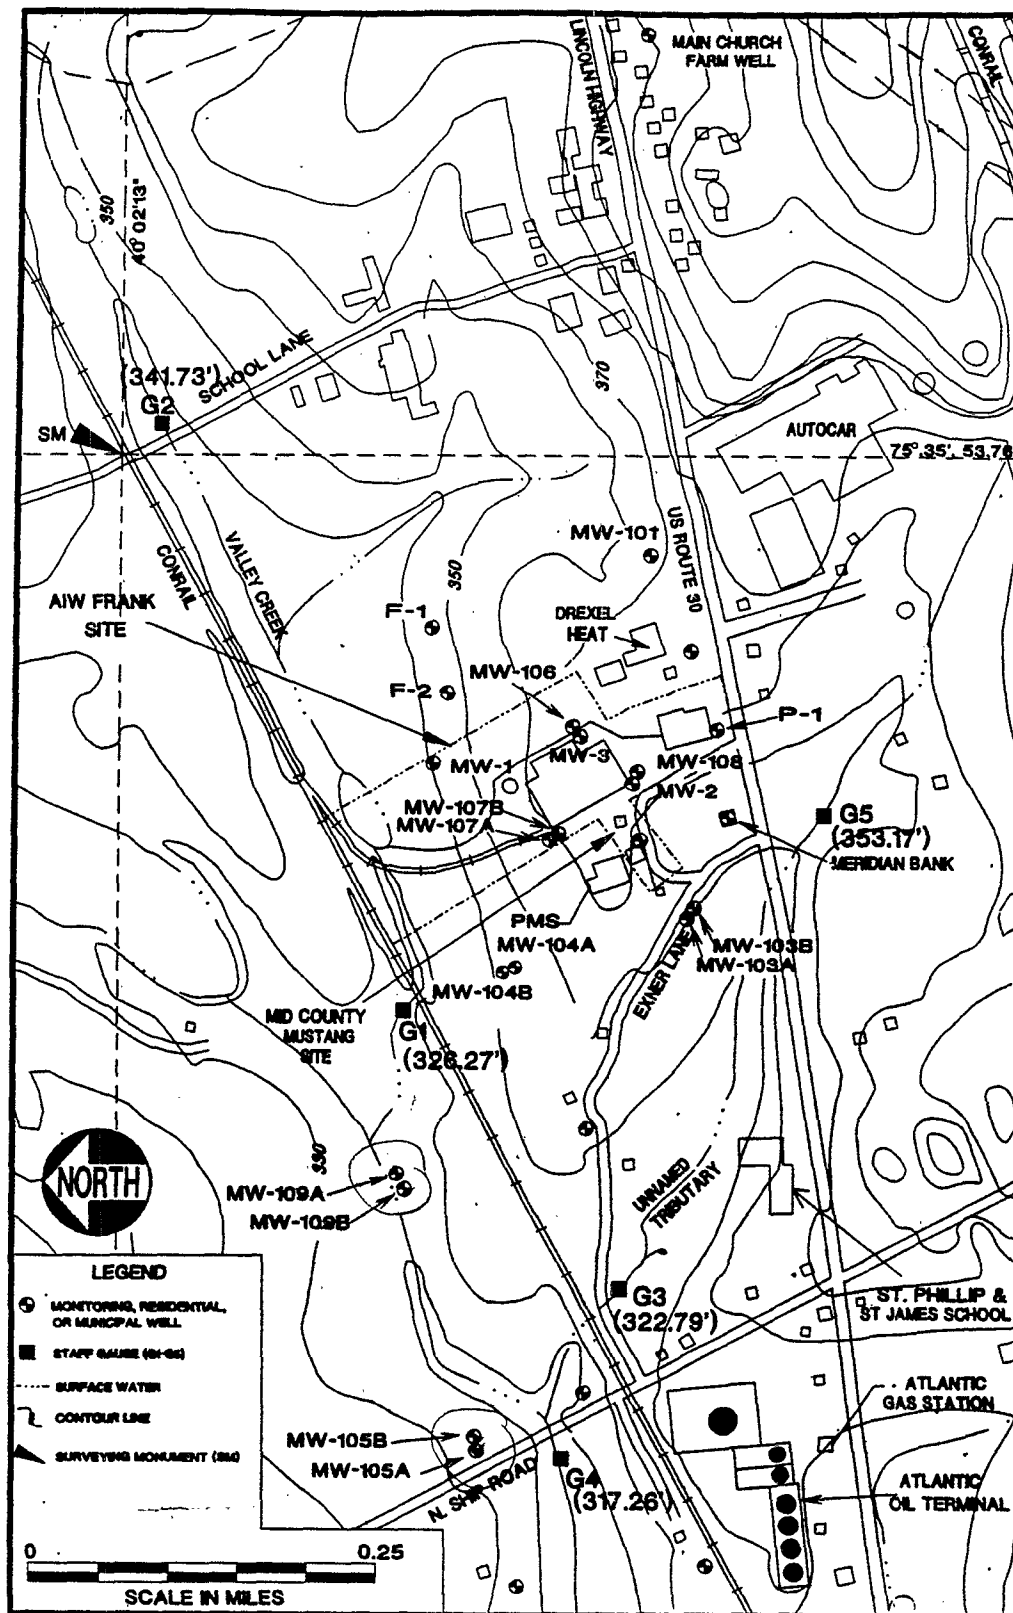 MAIN CHURCH
FARM WELL
LINCOLN HIGHWAY
CONRAIL
350
40° 02'13"
370
(341.73')
SCHOOL LANE
G2
SM
AUTOCAR
75° 35' 53.76
MW-101
CONRAIL
VALLEY CREEK
350
US ROUTE 30
AIW FRANK
SITE
F-1
DREXEL
HEAT
MW-106
F-2
P-1
MW-1
MW-3
MW-108
MW-2
MW-107B
MW-107A
G5
(353.17')
MERIDIAN BANK
PMS
MW-104A
MW-103B
MW-103A
EXNER LANE
MW-104B
MID COUNTY
MUSTANG
SITE
G1
(326.27')
330
NORTH
MW-109A
MW-109B
UNNAMED
TRIBUTARY
LEGEND
MONITORING, RESIDENTIAL,
OR MUNICIPAL WELL
STAFF GAUGE (G1-G5)
SURFACE WATER
CONTOUR LINE
SURVEYING MONUMENT (SM)
G3
(322.79')
ST. PHILLIP &
ST JAMES SCHOOL
ATLANTIC
GAS STATION
MW-105B
MW-105A
N. SHIP ROAD
G4
(317.26')
ATLANTIC
OIL TERMINAL
0 0.25
SCALE IN MILES